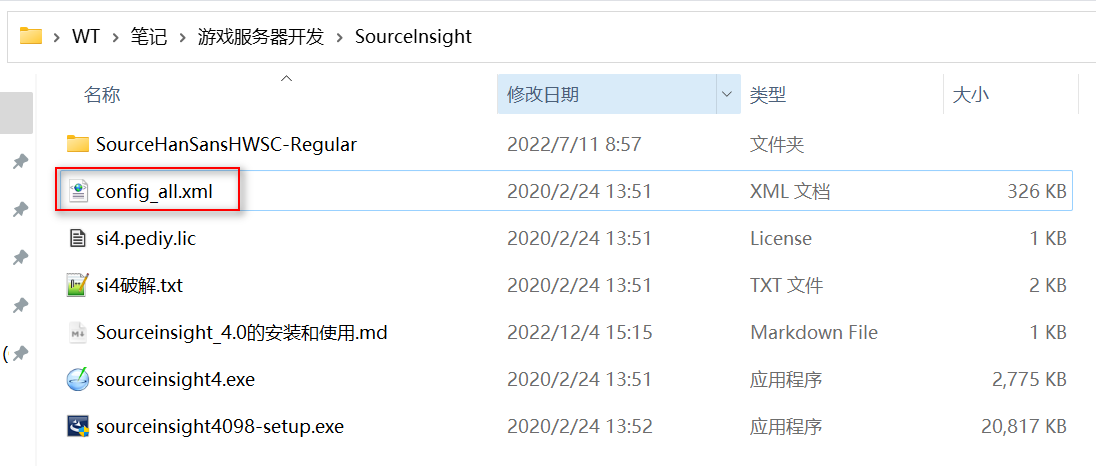 WT › 笔记 › 游戏服务器开发 › SourceInsight
名称 修改日期 类型 大小
SourceHanSansHWSC-Regular 2022/7/11 8:57 文件夹
config_all.xml 2020/2/24 13:51 XML 文档 326 KB
si4.pediy.lic 2020/2/24 13:51 License 1 KB
si4破解.txt 2020/2/24 13:51 TXT 文件 2 KB
Sourceinsight_4.0的安装和使用.md 2022/12/4 15:15 Markdown File 1 KB
( sourceinsight4.exe 2020/2/24 13:51 应用程序 2,775 KB
sourceinsight4098-setup.exe 2020/2/24 13:52 应用程序 20,817 KB